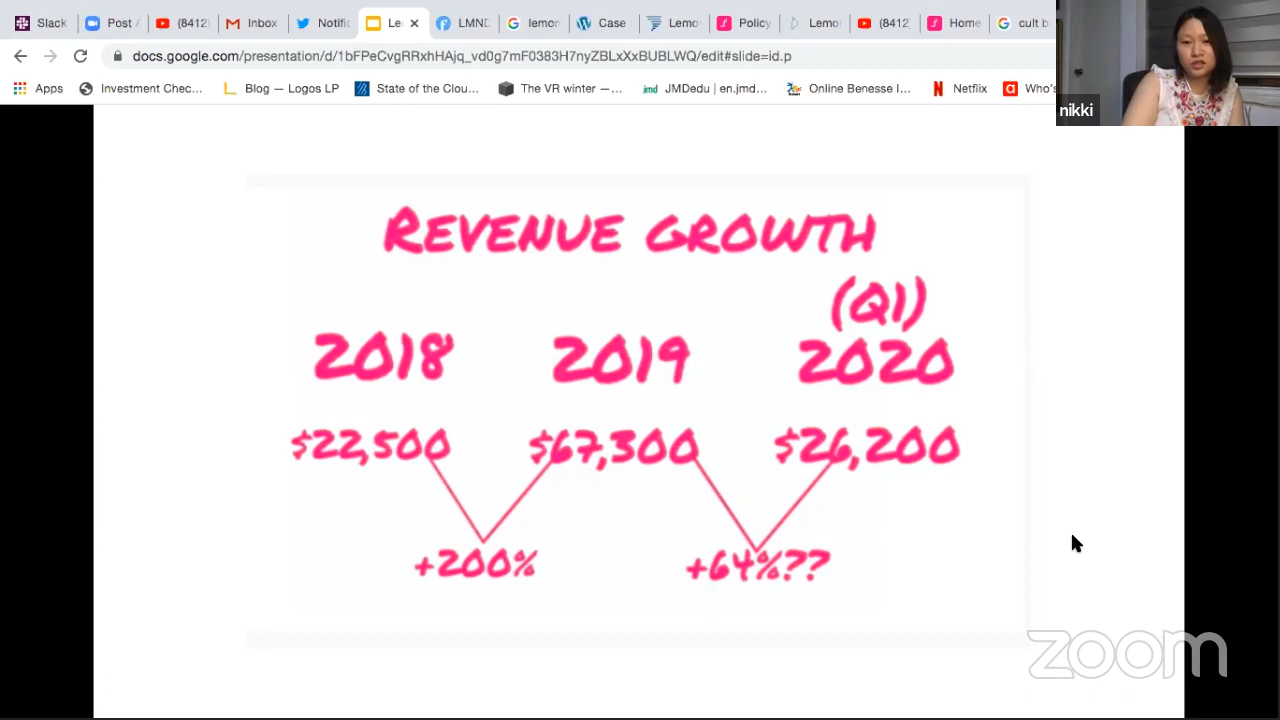 Slack
Post /
(8412)
Inbox
Notific
Le
LMND
lemon
Case
Lemo
Policy
Lemon
(8412)
Home
cult b
docs.google.com/presentation/d/1bFPeCvgRRxhHAjq_vd0g7mF0383H7nyZBLxXxBUBLWQ/edit#slide=id.p
Apps
Investment Chec...
Blog — Logos LP
State of the Clou...
The VR winter —...
JMDedu | en.jmd...
Online Benesse I...
Netflix
Who's
nikki
REVENUE GROWTH
(Q1)
2018 2019 2020
$22,500 $67,300 $26,200
+200% +64%??
zoom